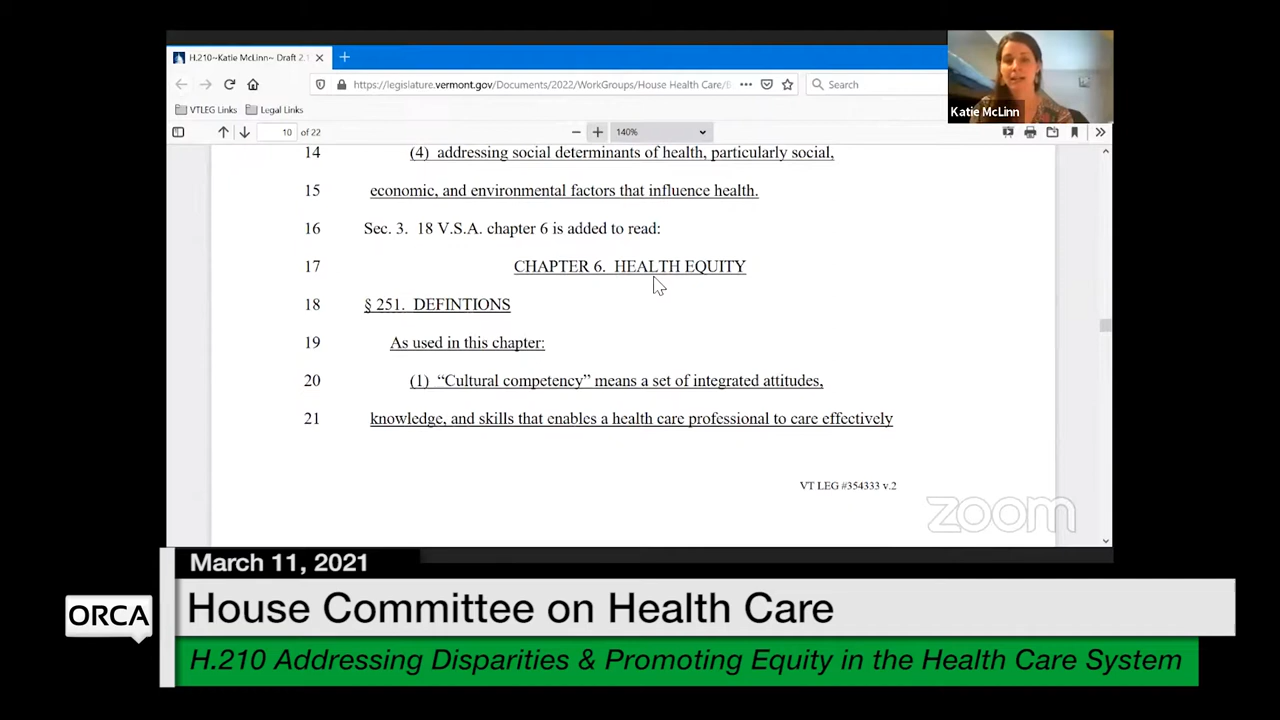 H.210~Katie McLinn~ Draft 2.1
https://legislature.vermont.gov/Documents/2022/WorkGroups/House Health Care/
Search
VTLEG Links
Legal Links
Katie McLinn
10 of 22
140%
14 (4) addressing social determinants of health, particularly social,
15 economic, and environmental factors that influence health.
16 Sec. 3. 18 V.S.A. chapter 6 is added to read:
17 CHAPTER 6. HEALTH EQUITY
18 § 251. DEFINTIONS
19 As used in this chapter:
20 (1) “Cultural competency” means a set of integrated attitudes,
21 knowledge, and skills that enables a health care professional to care effectively
VT LEG #354333 v.2
zoom
March 11, 2021
ORCA
House Committee on Health Care
H.210 Addressing Disparities & Promoting Equity in the Health Care System